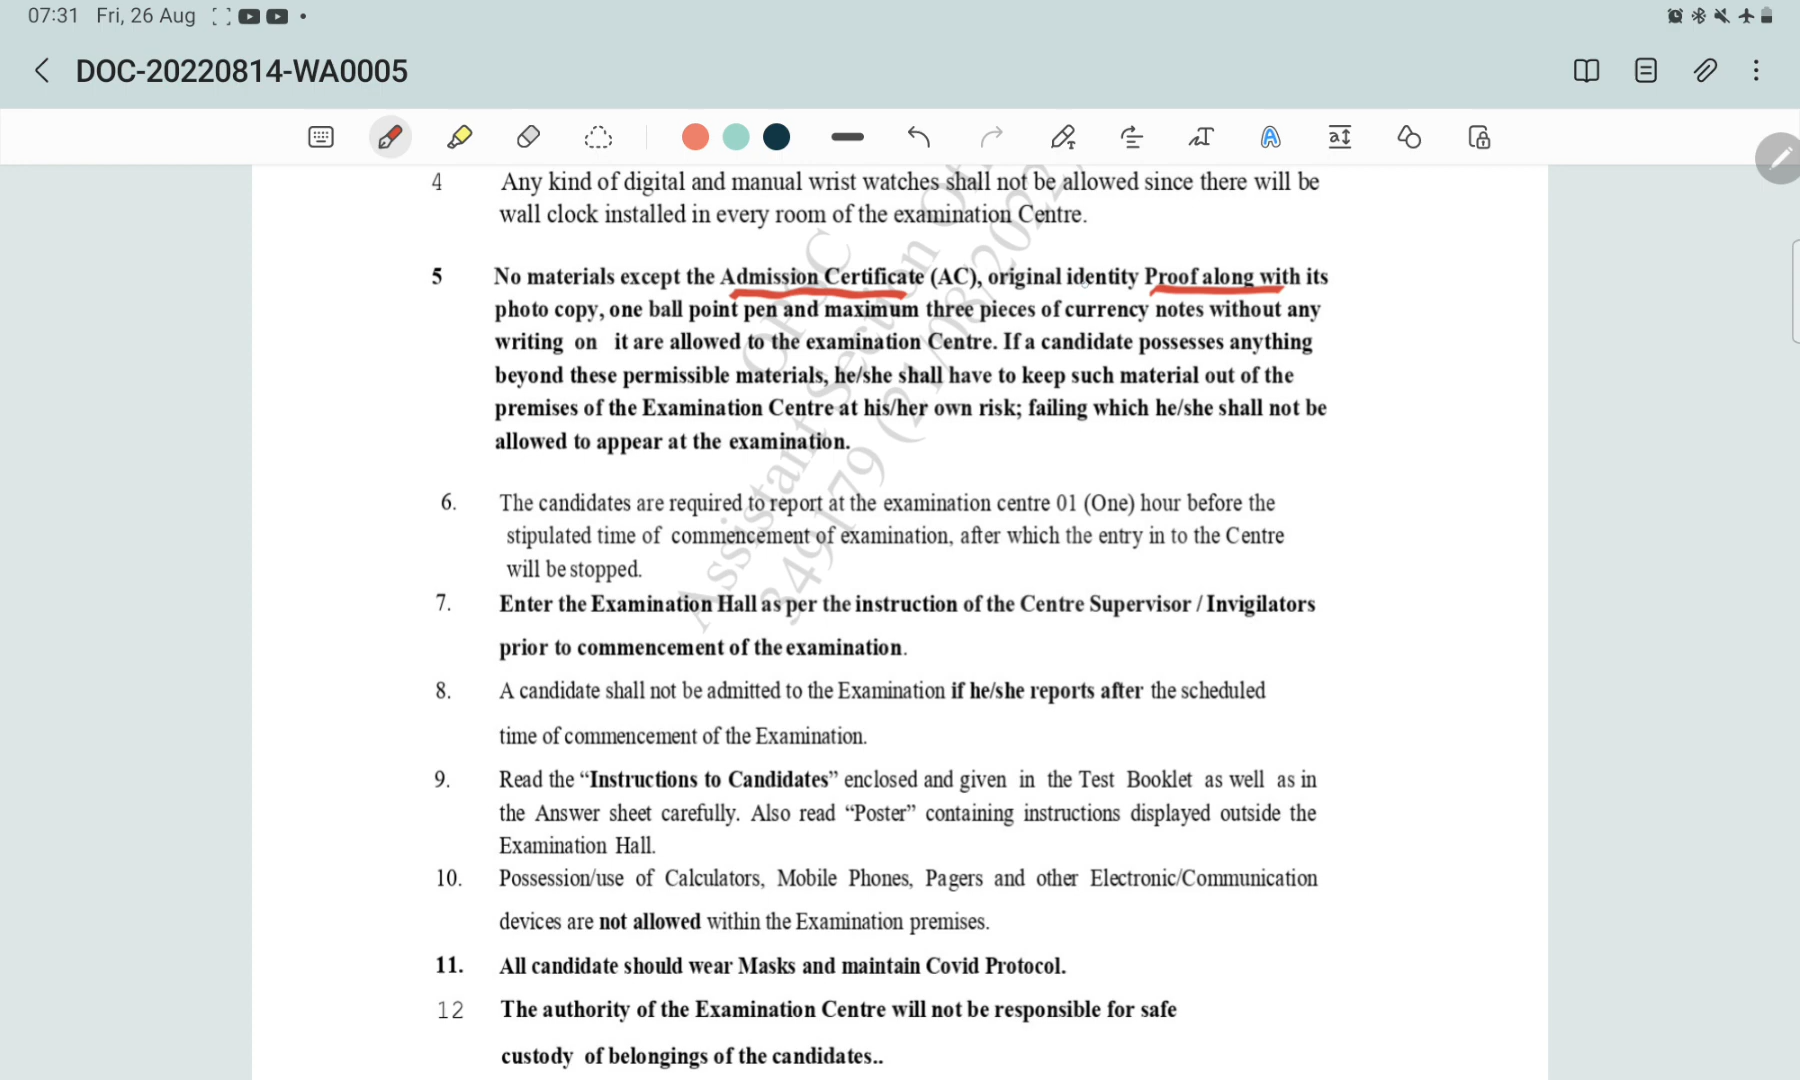 07:31 Fri, 26 Aug
DOC-20220814-WA0005
4 Any kind of digital and manual wrist watches shall not be allowed since there will be
wall clock installed in every room of the examination Centre.
5 No materials except the Admission Certificate (AC), original identity Proof along with its
photo copy, one ball point pen and maximum three pieces of currency notes without any
writing on it are allowed to the examination Centre. If a candidate possesses anything
beyond these permissible materials, he/she shall have to keep such material out of the
premises of the Examination Centre at his/her own risk; failing which he/she shall not be
allowed to appear at the examination.
6. The candidates are required to report at the examination centre 01 (One) hour before the
stipulated time of commencement of examination, after which the entry in to the Centre
will be stopped.
7. Enter the Examination Hall as per the instruction of the Centre Supervisor / Invigilators
prior to commencement of the examination.
8. A candidate shall not be admitted to the Examination if he/she reports after the scheduled
time of commencement of the Examination.
9. Read the “Instructions to Candidates” enclosed and given in the Test Booklet as well as in
the Answer sheet carefully. Also read “Poster” containing instructions displayed outside the
Examination Hall.
10. Possession/use of Calculators, Mobile Phones, Pagers and other Electronic/Communication
devices are not allowed within the Examination premises.
11. All candidate should wear Masks and maintain Covid Protocol.
12 The authority of the Examination Centre will not be responsible for safe
custody of belongings of the candidates..
Assistant Section